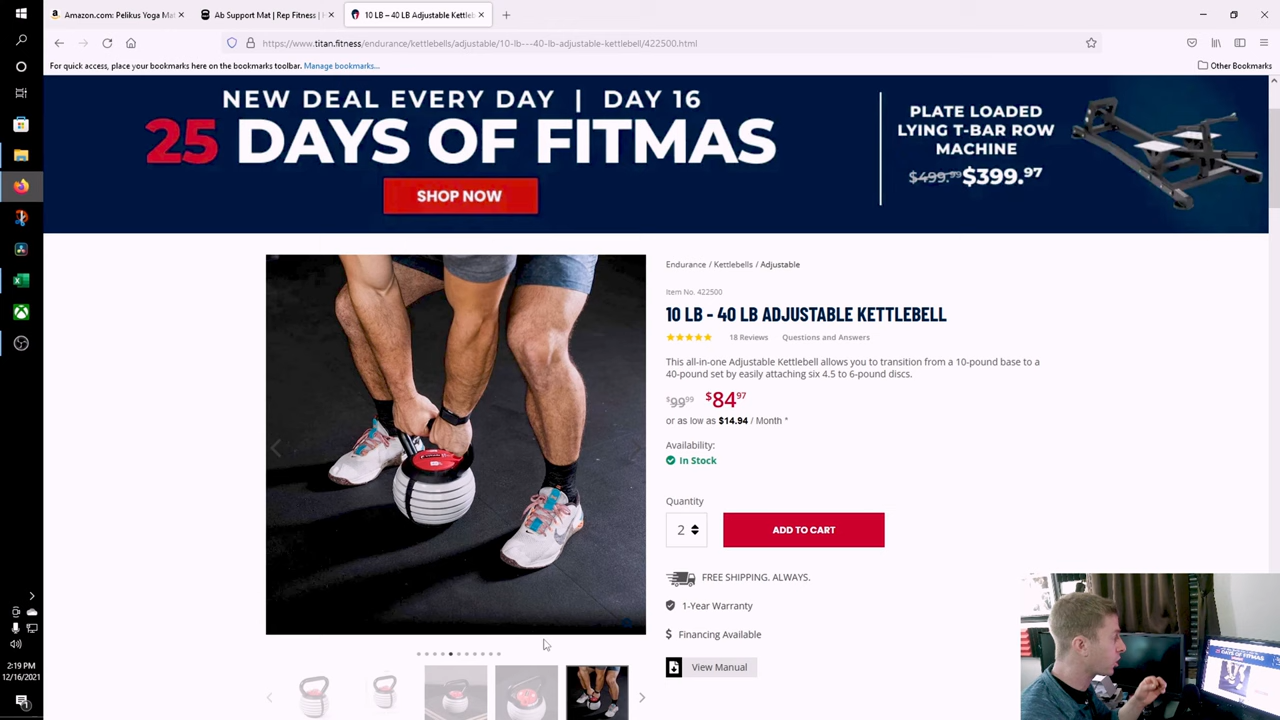 Amazon.com: Pelikus Yoga Mat
Ab Support Mat | Rep Fitness |
10 LB – 40 LB Adjustable Kettleb
https://www.titan.fitness/endurance/kettlebells/adjustable/10-lb---40-lb-adjustable-kettlebell/422500.html
For quick access, place your bookmarks here on the bookmarks toolbar. Manage bookmarks...
Other Bookmarks
NEW DEAL EVERY DAY | DAY 16
25 DAYS OF FITMAS
SHOP NOW
PLATE LOADED
LYING T-BAR ROW
MACHINE
$499.99 $399.97
Endurance / Kettlebells / Adjustable
Item No. 422500
10 LB - 40 LB ADJUSTABLE KETTLEBELL
18 Reviews Questions and Answers
This all-in-one Adjustable Kettlebell allows you to transition from a 10-pound base to a
40-pound set by easily attaching six 4.5 to 6-pound discs.
$99.99 $84.97
or as low as $14.94 / Month *
Availability:
In Stock
Quantity
2
ADD TO CART
FREE SHIPPING. ALWAYS.
1-Year Warranty
$ Financing Available
View Manual
2:19 PM
12/16/2021